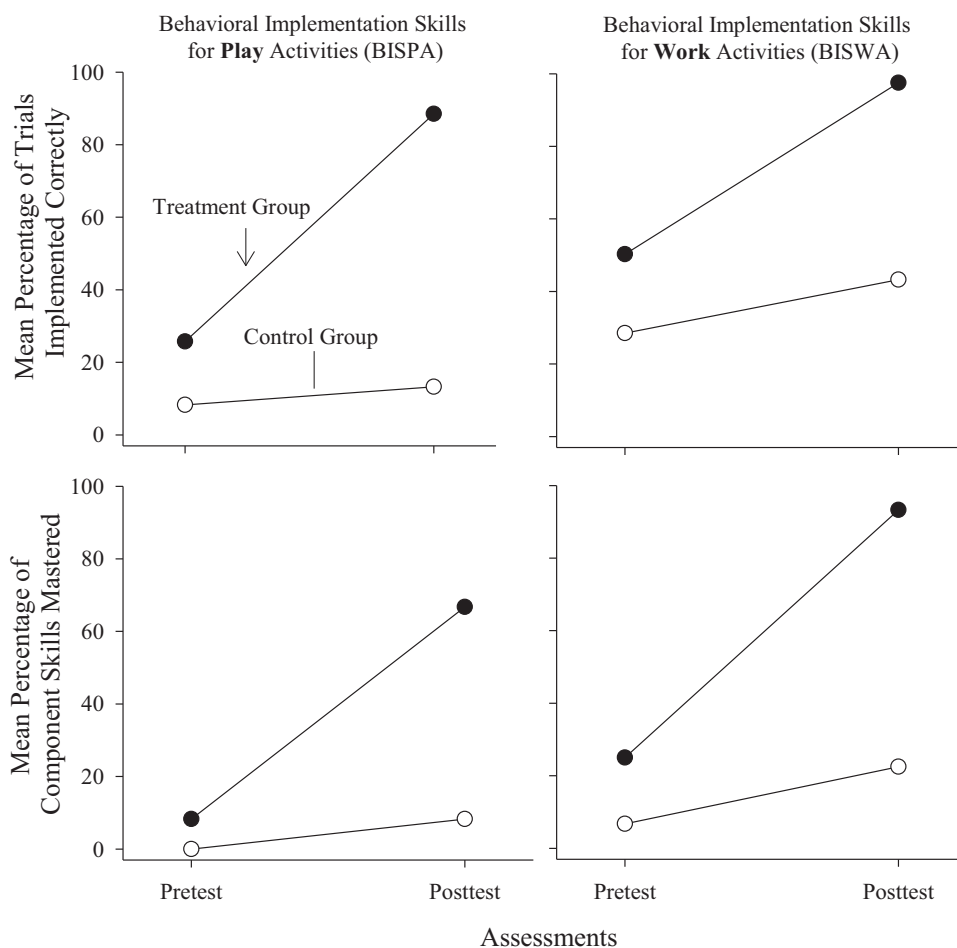 Behavioral Implementation Skills
for Play Activities (BISPA)
Behavioral Implementation Skills
for Work Activities (BISWA)
Mean Percentage of Trials
Implemented Correctly
100
80
60
40
20
0
Treatment Group
Control Group
Mean Percentage of
Component Skills Mastered
100
80
60
40
20
0
Pretest
Posttest
Pretest
Posttest
Assessments